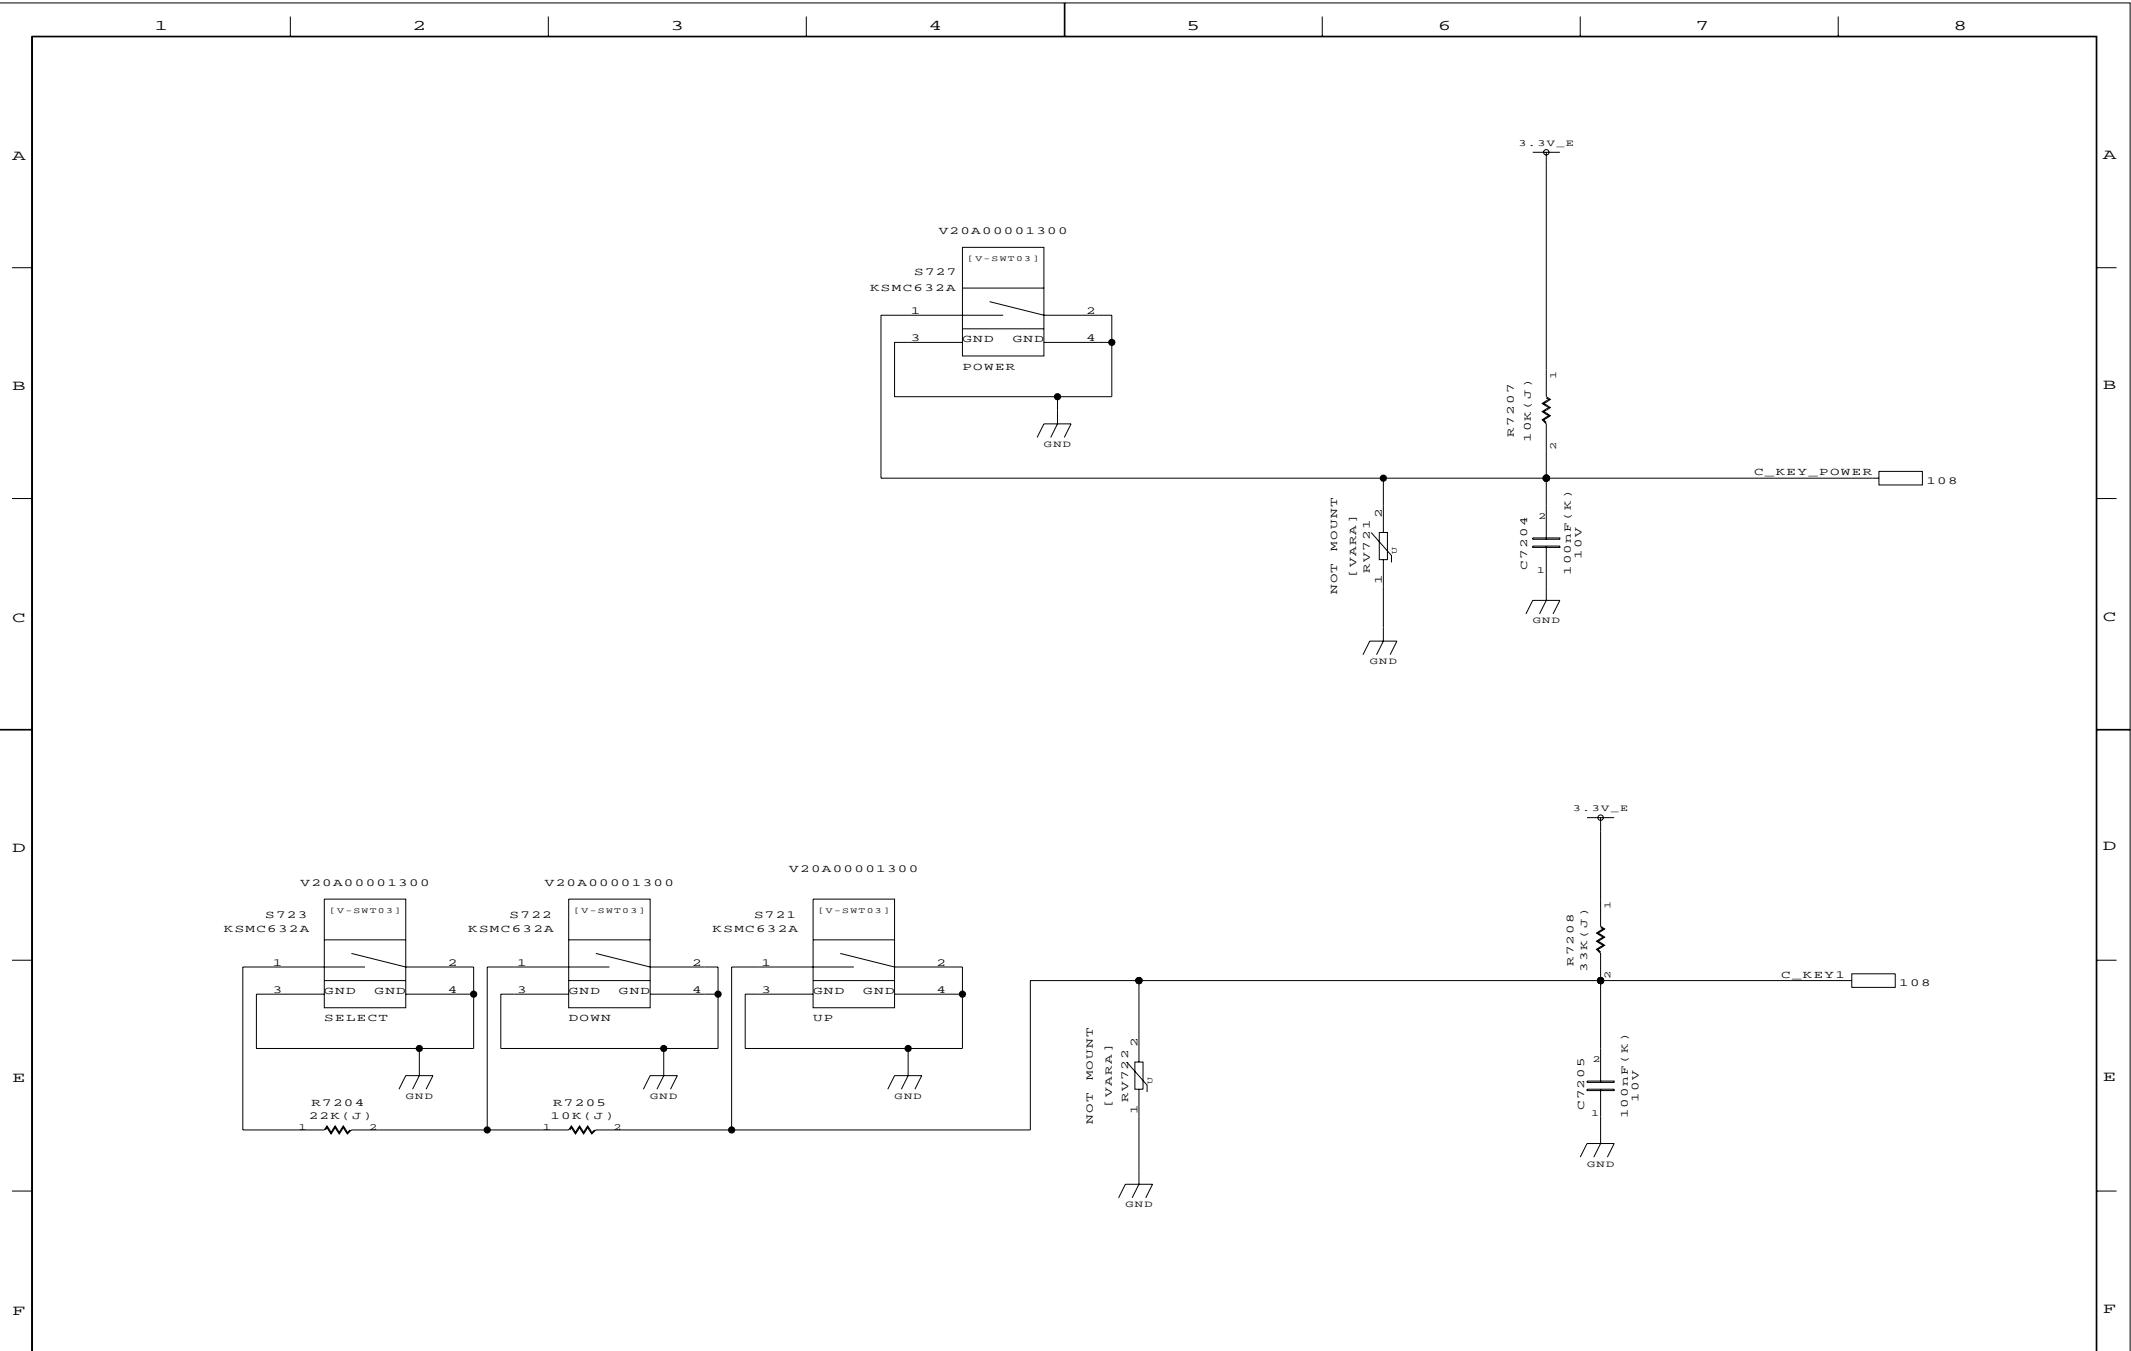 1 2 3 4 5 6 7 8
A A
3.3V_E
V20A00001300
[V-SWT03]
S727
KSMC632A
1 2
3 GND GND 4
POWER
GND
B B
R7207
10K(J)
1
2
C_KEY_POWER 108
NOT MOUNT
[VARA]
RV721
2
1
U
GND
C7204
2
1
100nF(K)
10V
GND
C C
3.3V_E
D D
V20A00001300
[V-SWT03]
S723
KSMC632A
1 2
3 GND GND 4
SELECT
GND
V20A00001300
[V-SWT03]
S722
KSMC632A
1 2
3 GND GND 4
DOWN
GND
V20A00001300
[V-SWT03]
S721
KSMC632A
1 2
3 GND GND 4
UP
GND
R7208
33K(J)
1
2
C_KEY1 108
R7204
22K(J)
1 2
R7205
10K(J)
1 2
NOT MOUNT
[VARA]
RV722
2
1
U
GND
C7205
2
1
100nF(K)
10V
GND
E E
F F